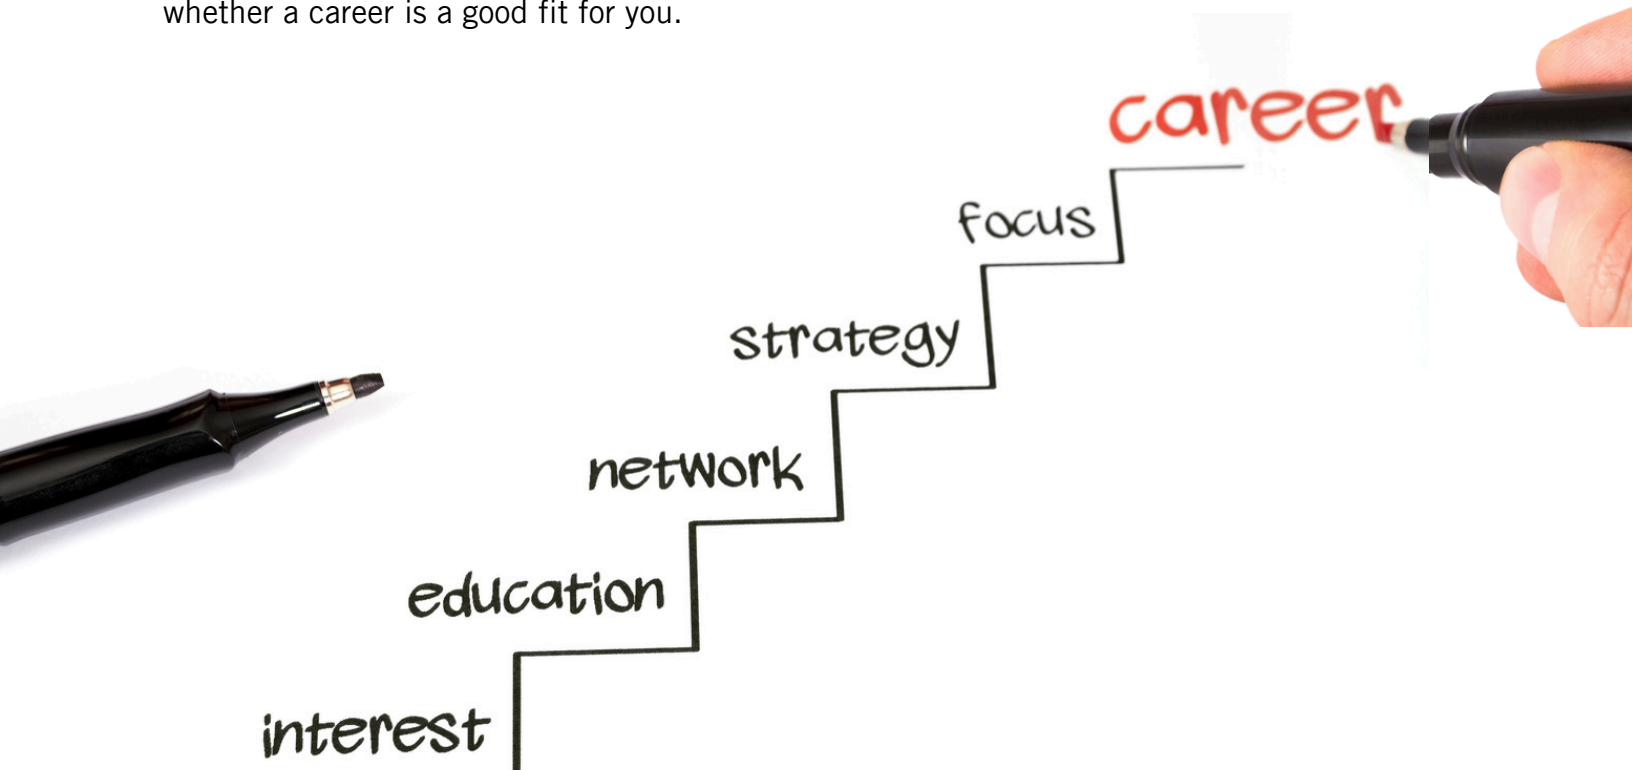 whether a career is a good fit for you.
career
focus
strategy
network
education
interest